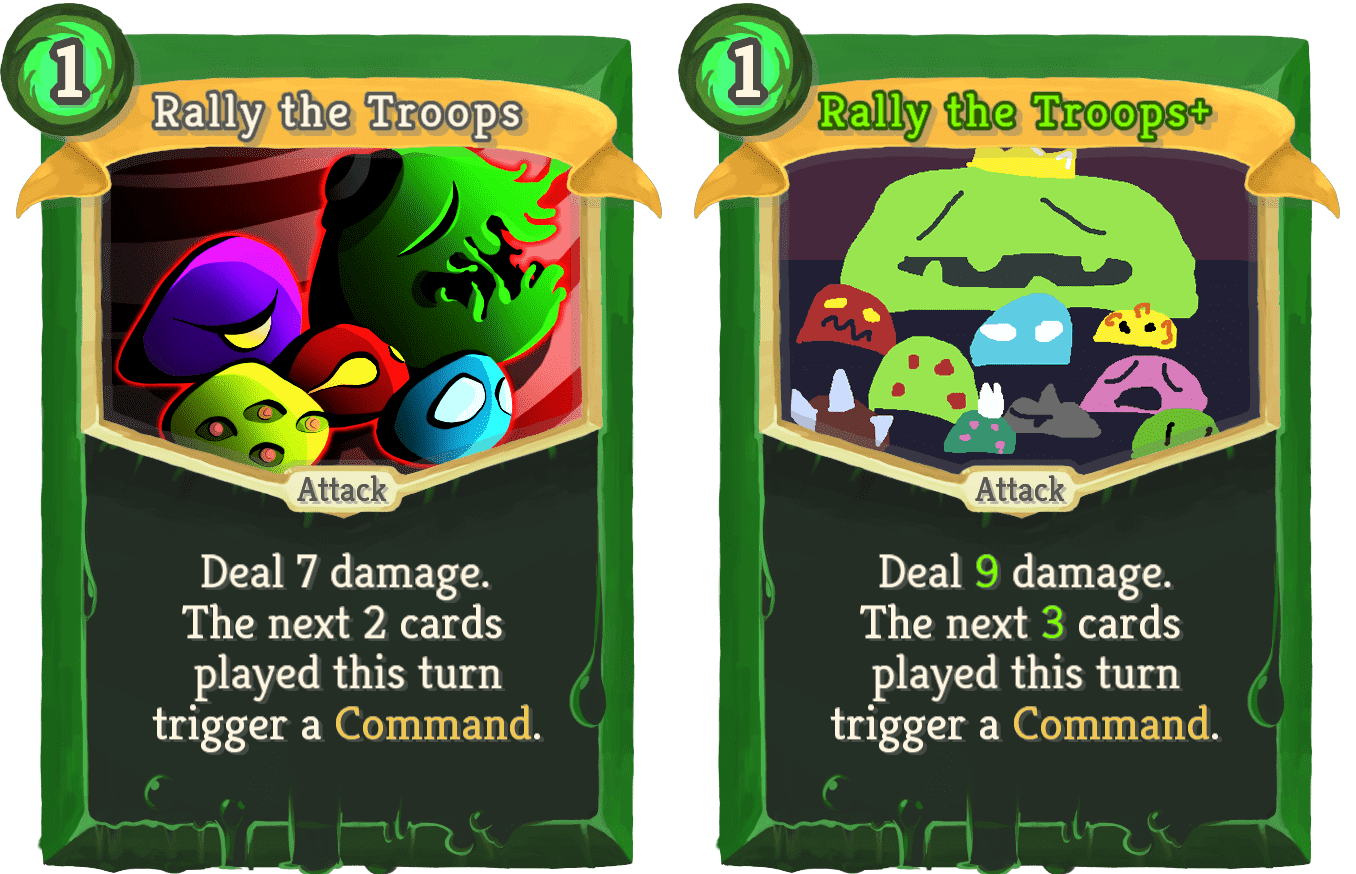 1
Rally the Troops
Attack
Deal 7 damage.
The next 2 cards
played this turn
trigger a Command.
1
Rally the Troops+
Attack
Deal 9 damage.
The next 3 cards
played this turn
trigger a Command.